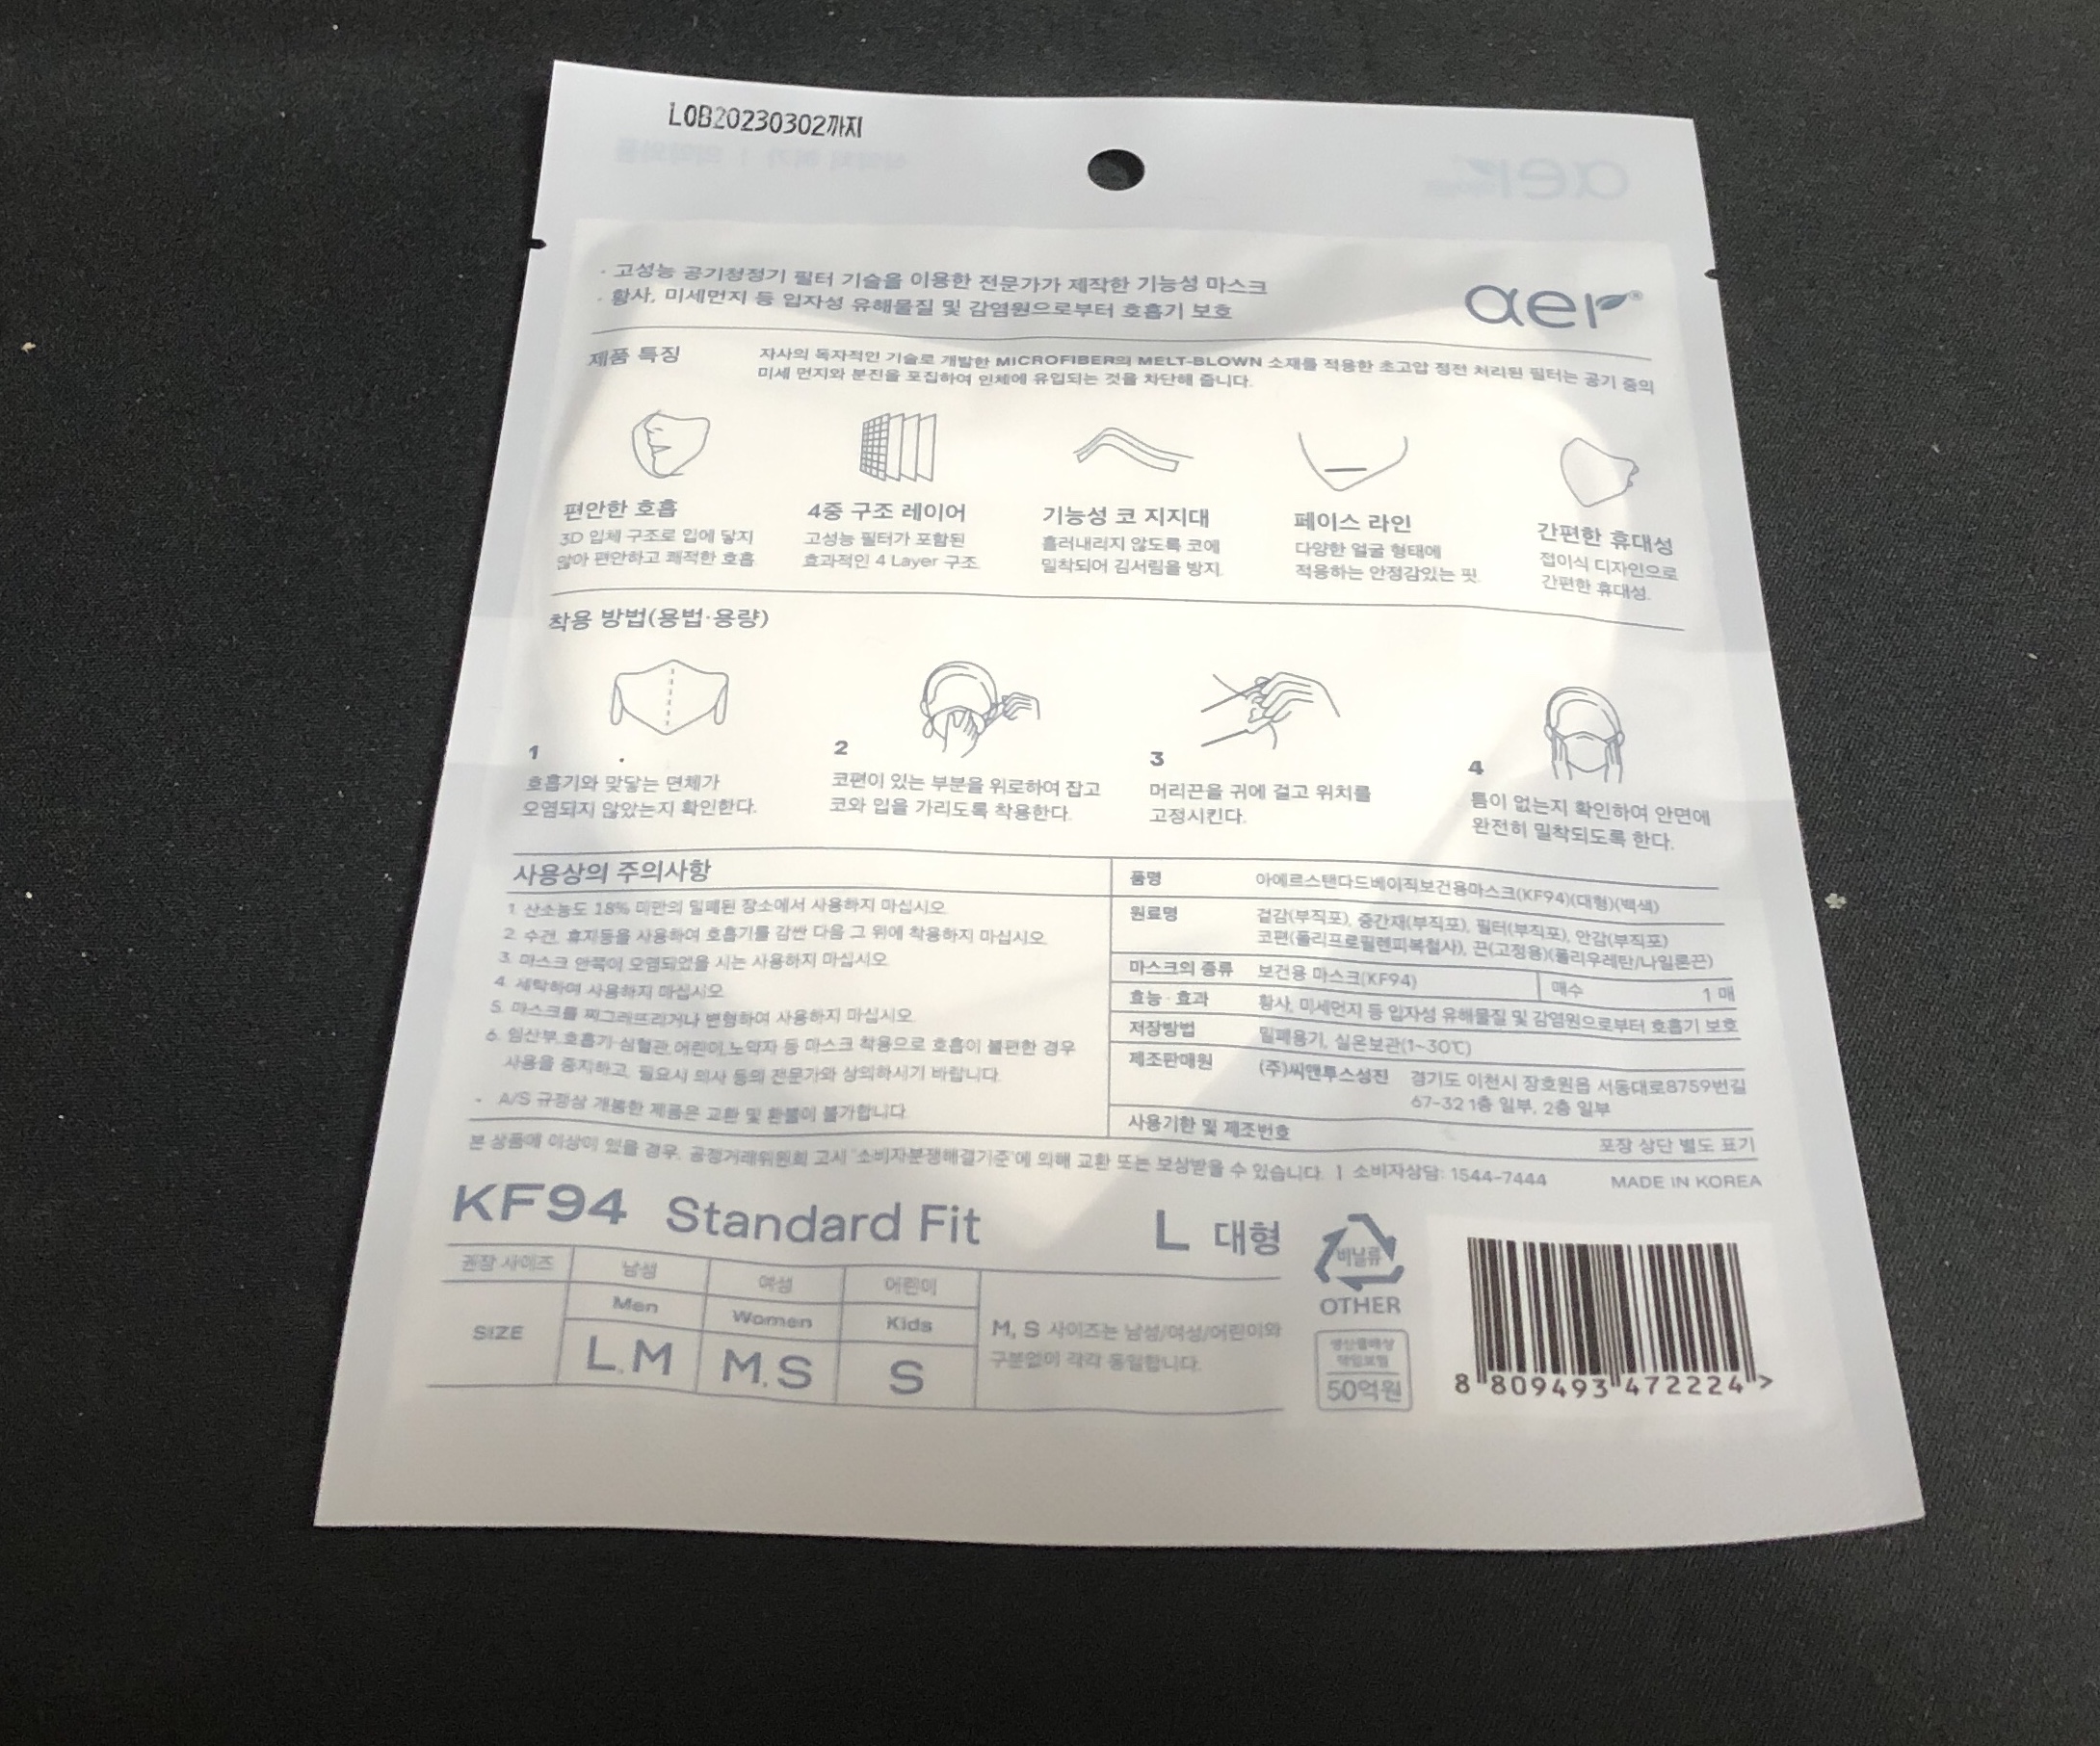 L0B20230302까지
· 고성능 공기청정기 필터 기술을 이용한 전문가가 제작한 기능성 마스크
· 황사, 미세먼지 등 입자성 유해물질 및 감염원으로부터 호흡기 보호
aer®
제품 특징
자사의 독자적인 기술로 개발한 MICROFIBER의 MELT-BLOWN 소재를 적용한 초고압 정전 처리된 필터는 공기 중의
미세 먼지와 분진을 포집하여 인체에 유입되는 것을 차단해 줍니다.
편안한 호흡
3D 입체 구조로 입에 닿지
않아 편안하고 쾌적한 호흡
4중 구조 레이어
고성능 필터가 포함된
효과적인 4 Layer 구조
기능성 코 지지대
흘러내리지 않도록 코에
밀착되어 김서림을 방지.
페이스 라인
다양한 얼굴 형태에
적용하는 안정감있는 핏.
간편한 휴대성
접이식 디자인으로
간편한 휴대성.
착용 방법(용법·용량)
1
호흡기와 맞닿는 면체가
오염되지 않았는지 확인한다.
2
코편이 있는 부분을 위로하여 잡고
코와 입을 가리도록 착용한다.
3
머리끈을 귀에 걸고 위치를
고정시킨다.
4
틈이 없는지 확인하여 안면에
완전히 밀착되도록 한다.
사용상의 주의사항
1. 산소농도 18% 미만의 밀폐된 장소에서 사용하지 마십시오.
2. 수건, 휴지등을 사용하여 호흡기를 감싼 다음 그 위에 착용하지 마십시오.
3. 마스크 안쪽이 오염되었을 시는 사용하지 마십시오.
4. 세탁하여 사용하지 마십시오.
5. 마스크를 찌그러뜨리거나 변형하여 사용하지 마십시오.
6. 임산부,호흡기·심혈관,어린이,노약자 등 마스크 착용으로 호흡이 불편한 경우
사용을 중지하고, 필요시 의사 등의 전문가와 상의하시기 바랍니다.
· A/S 규정상 개봉한 제품은 교환 및 환불이 불가합니다.
품명 아에르스탠다드베이직보건용마스크(KF94)(대형)(백색)
원료명 겉감(부직포), 중간재(부직포), 필터(부직포), 안감(부직포)
코편(폴리프로필렌피복철사), 끈(고정용)(폴리우레탄/나일론끈)
마스크의 종류 보건용 마스크(KF94) 매수 1 매
효능·효과 황사, 미세먼지 등 입자성 유해물질 및 감염원으로부터 호흡기 보호
저장방법 밀폐용기, 실온보관(1~30℃)
제조판매원 (주)씨앤투스성진 경기도 이천시 장호원읍 서동대로8759번길
67-32 1층 일부, 2층 일부
사용기한 및 제조번호 포장 상단 별도 표기
본 상품에 이상이 있을 경우, 공정거래위원회 고시 '소비자분쟁해결기준'에 의해 교환 또는 보상받을 수 있습니다. | 소비자상담: 1544-7444 MADE IN KOREA
KF94 Standard Fit L 대형
권장 사이즈 남성 여성 어린이
Men Women Kids
SIZE L,M M,S S
M, S 사이즈는 남성/여성/어린이와
구분없이 각각 동일합니다.
비닐류
OTHER
생산물배상
책임보험
50억원
8 809493 472224 >